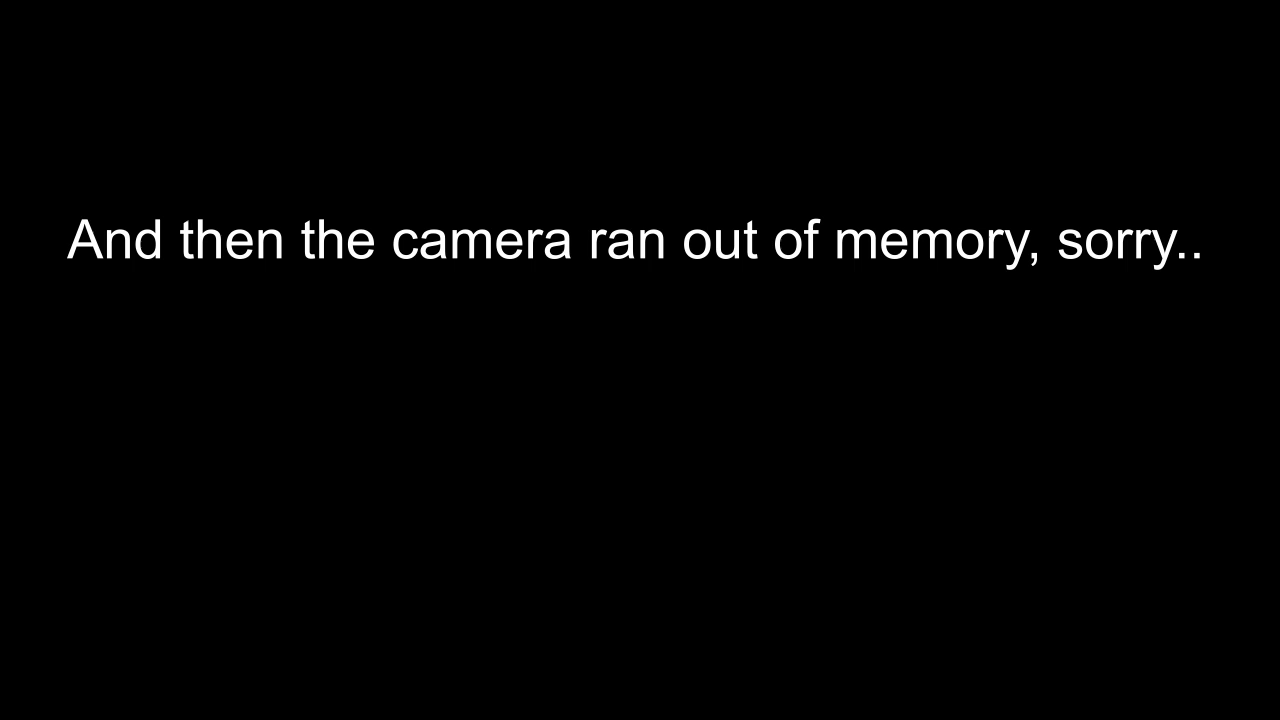 And then the camera ran out of memory, sorry..